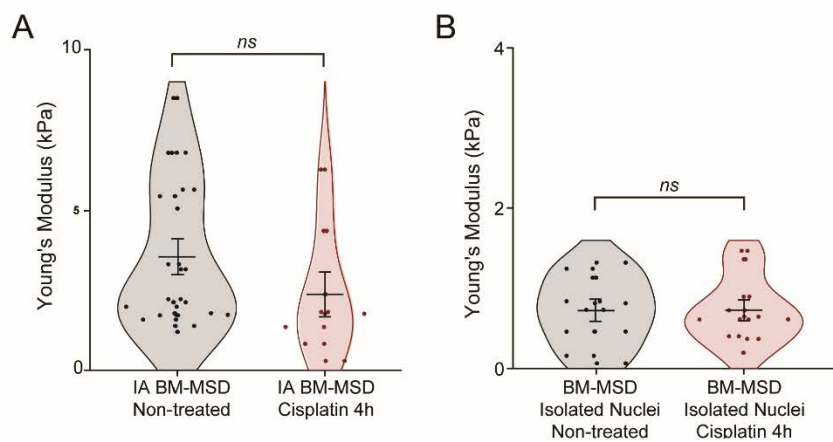 A
Young's Modulus (kPa)
10
5
0
ns
IA BM-MSD
Non-treated
IA BM-MSD
Cisplatin 4h
B
Young's Modulus (kPa)
4
2
0
ns
BM-MSD
Isolated Nuclei
Non-treated
BM-MSD
Isolated Nuclei
Cisplatin 4h